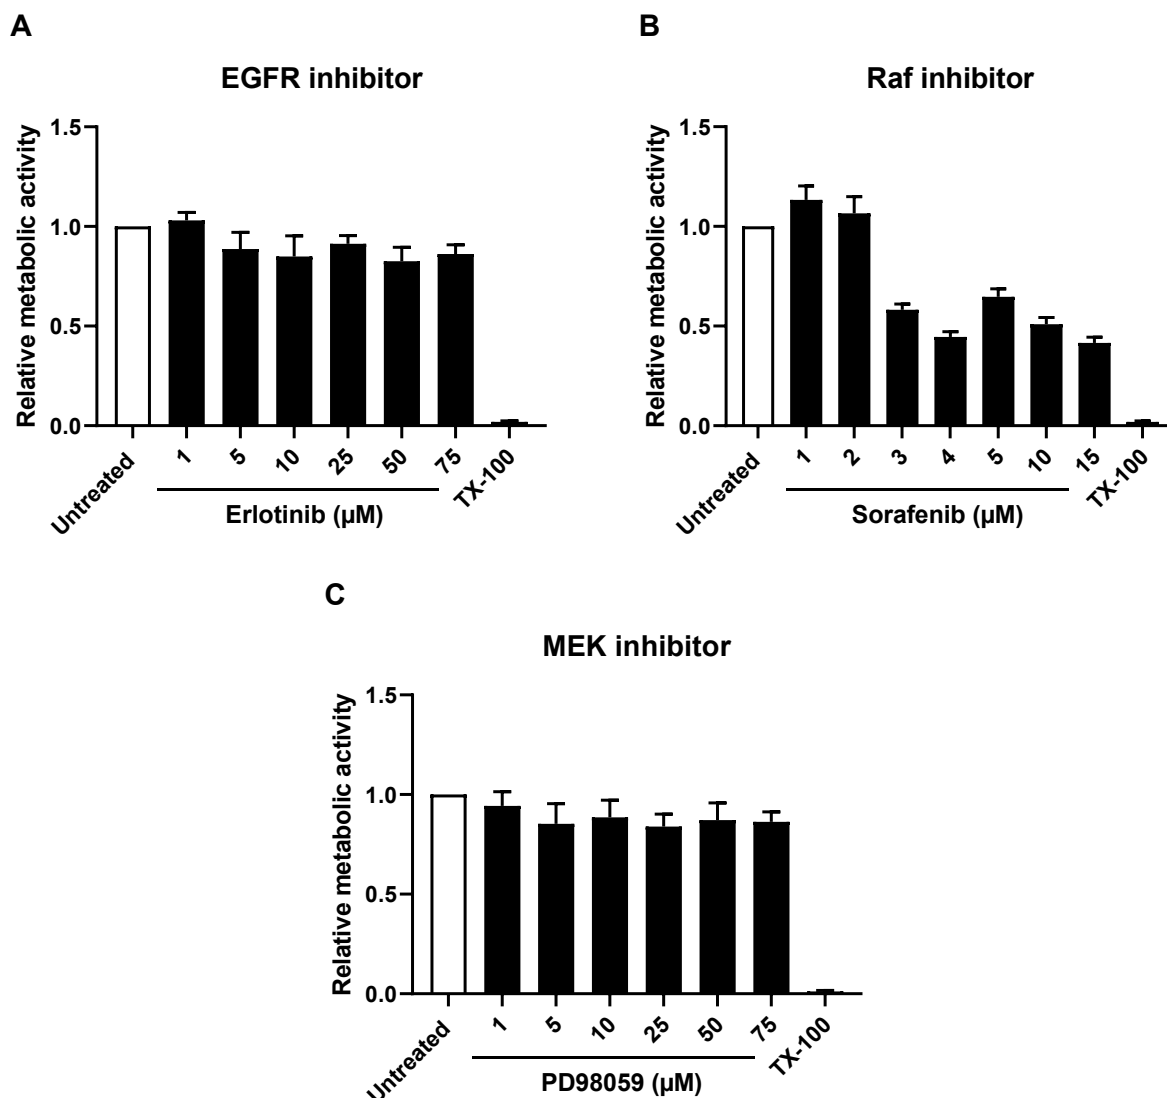 A
EGFR inhibitor
Relative metabolic activity
1.5
1.0
0.5
0.0
Untreated
1
5
10
25
50
75
TX-100
Erlotinib (µM)
B
Raf inhibitor
Relative metabolic activity
1.5
1.0
0.5
0.0
Untreated
1
2
3
4
5
10
15
TX-100
Sorafenib (µM)
C
MEK inhibitor
Relative metabolic activity
1.5
1.0
0.5
0.0
Untreated
1
5
10
25
50
75
TX-100
PD98059 (µM)